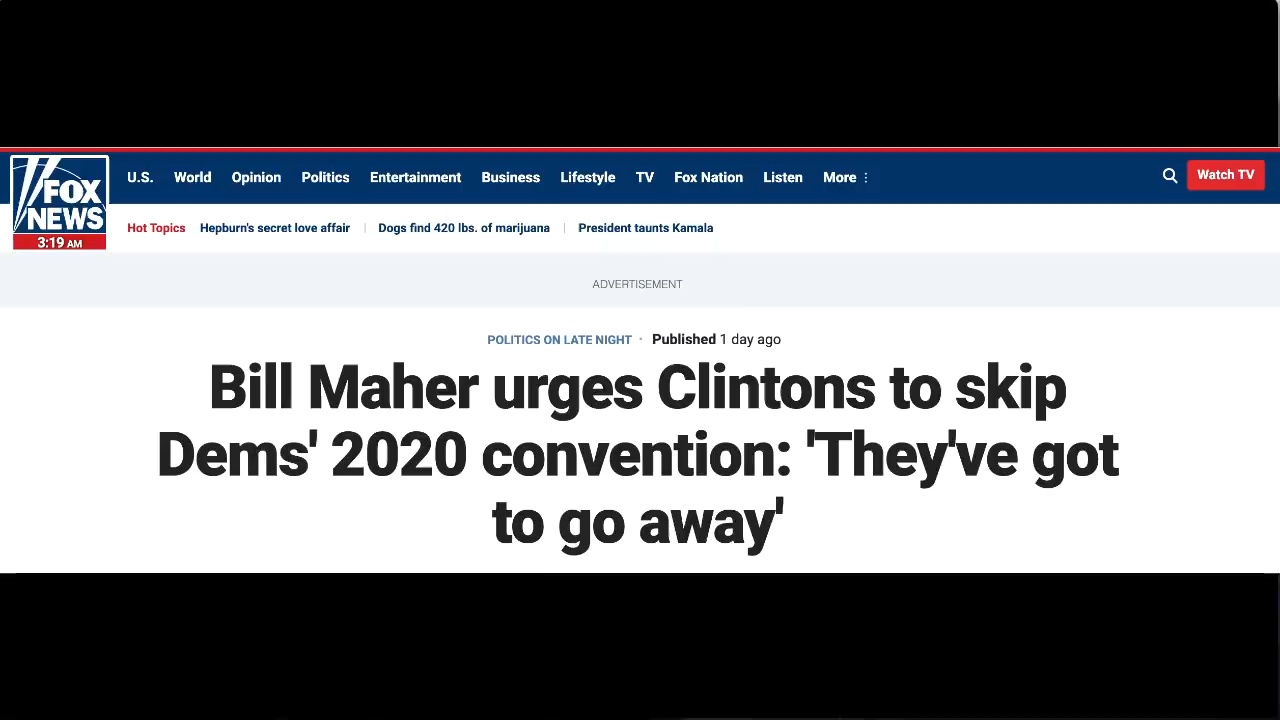 FOX
NEWS
3:19 AM
U.S. World Opinion Politics Entertainment Business Lifestyle TV Fox Nation Listen More Watch TV
Hot Topics Hepburn's secret love affair Dogs find 420 lbs. of marijuana President taunts Kamala
ADVERTISEMENT
POLITICS ON LATE NIGHT · Published 1 day ago
Bill Maher urges Clintons to skip
Dems' 2020 convention: 'They've got
to go away'